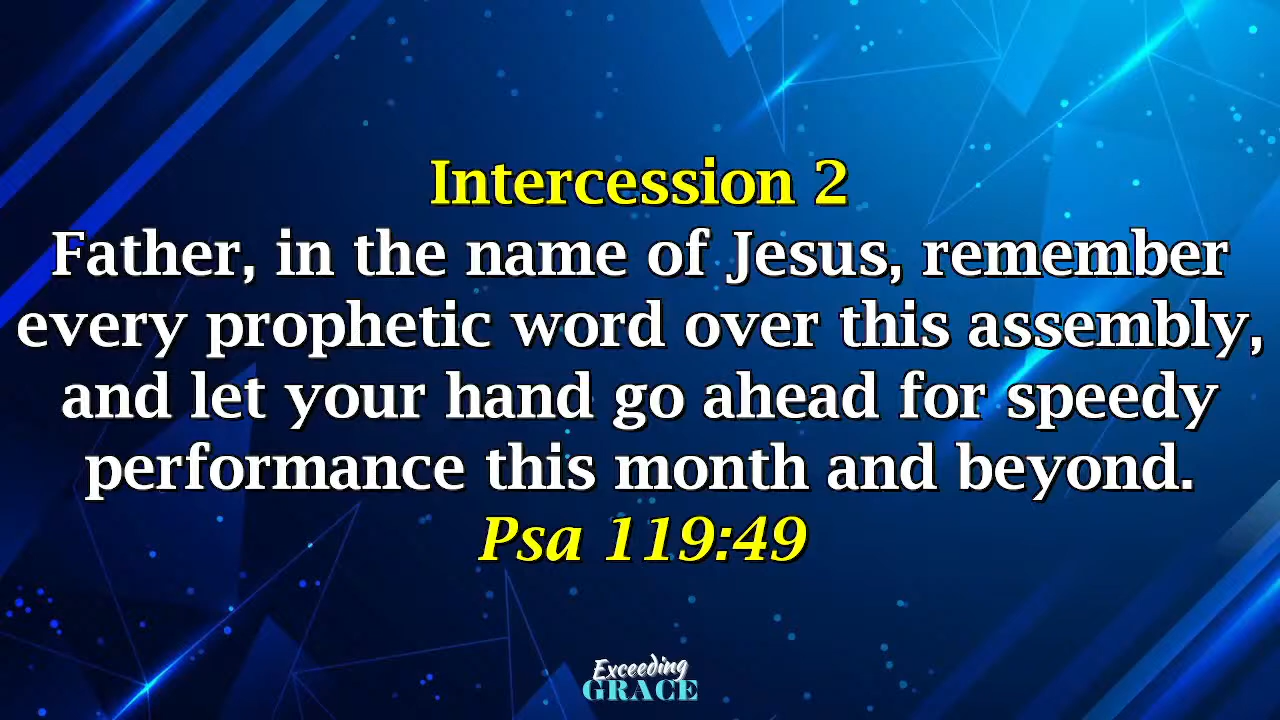 Intercession 2
Father, in the name of Jesus, remember
every prophetic word over this assembly,
and let your hand go ahead for speedy
performance this month and beyond.
Psa 119:49
Exceeding
GRACE